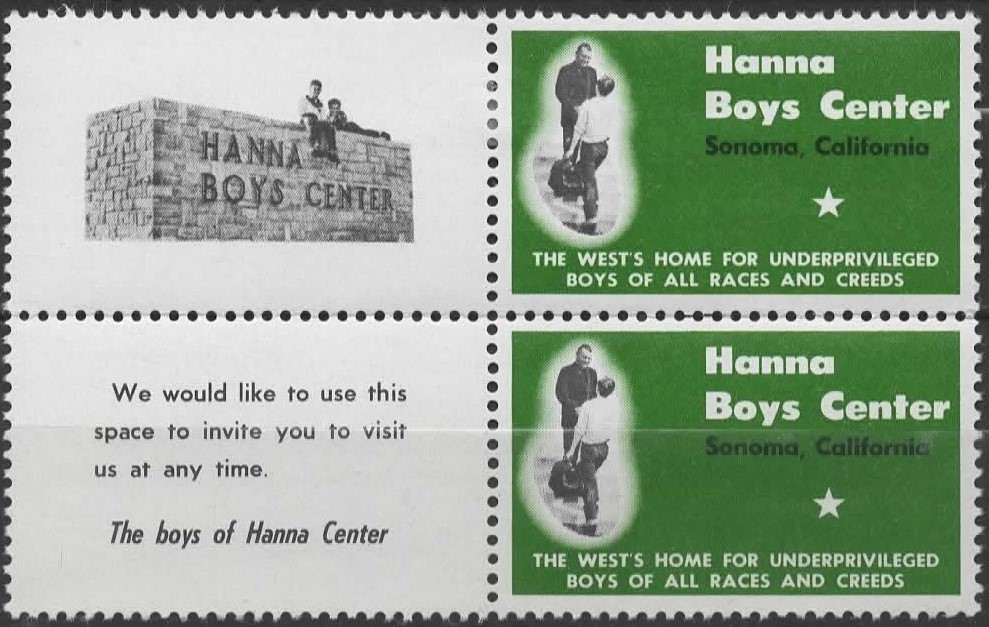 HANNA
BOYS CENTER
Hanna
Boys Center
Sonoma, California
THE WEST'S HOME FOR UNDERPRIVILEGED
BOYS OF ALL RACES AND CREEDS
We would like to use this
space to invite you to visit
us at any time.
The boys of Hanna Center
Hanna
Boys Center
Sonoma, California
THE WEST'S HOME FOR UNDERPRIVILEGED
BOYS OF ALL RACES AND CREEDS